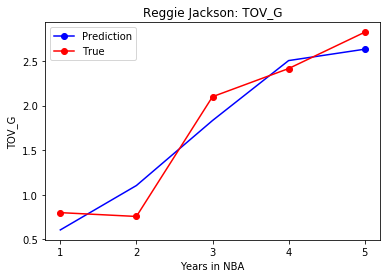 Reggie Jackson: TOV_G
Prediction
True
TOV_G
2.5
2.0
1.5
1.0
0.5
1 2 3 4 5
Years in NBA